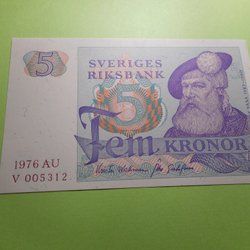 5
SVERIGES
RIKSBANK
5
Fem KRONOR
1976 AU
V 005312